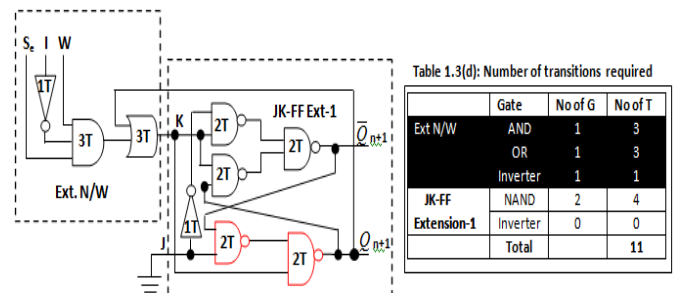 Sₑ I W
1T
3T
3T
Ext. N/W
K
JK-FF Ext-1
2T
2T
2T
Q̅ n+1
1T
J
2T
2T
Q n+1
Table 1.3(d): Number of transitions required
Gate No of G No of T
Ext N/W AND 1 3
OR 1 3
Inverter 1 1
JK-FF NAND 2 4
Extension-1 Inverter 0 0
Total 11